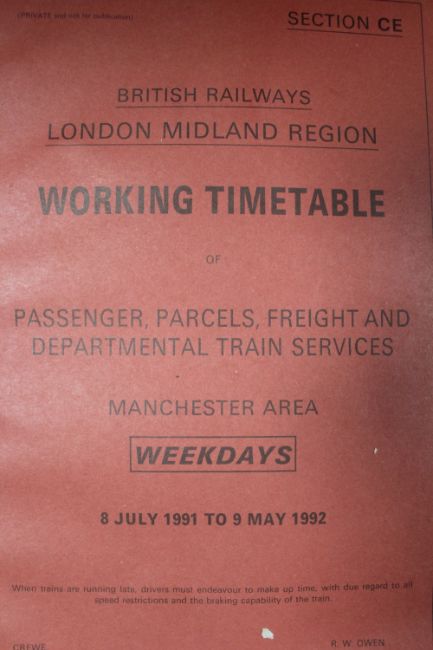 (PRIVATE and not for publication)
SECTION CE
BRITISH RAILWAYS
LONDON MIDLAND REGION
WORKING TIMETABLE
OF
PASSENGER, PARCELS, FREIGHT AND
DEPARTMENTAL TRAIN SERVICES
MANCHESTER AREA
WEEKDAYS
8 JULY 1991 TO 9 MAY 1992
When trains are running late, drivers must endeavour to make up time, with due regard to all
speed restrictions and the braking capability of the train.
CREWE
R. W. OWEN